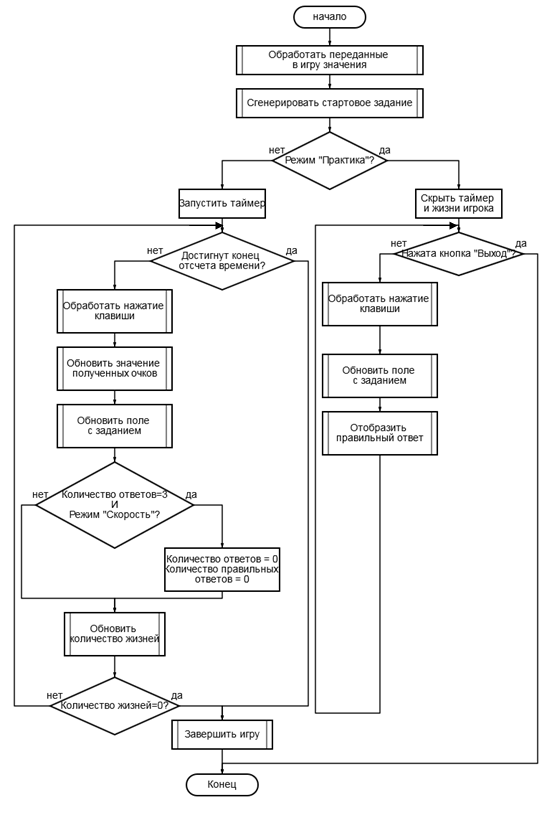 начало
Обработать переданные
в игру значения
Сгенерировать стартовое задание
нет
да
Режим "Практика"?
Запустить таймер
Скрыть таймер
и жизни игрока
нет
да
Достигнут конец
отсчета времени?
нет
да
Нажата кнопка "Выход"?
Обработать нажатие
клавиши
Обработать нажатие
клавиши
Обновить значение
полученных очков
Обновить поле
с заданием
Обновить поле
с заданием
Отобразить
правильный ответ
нет
да
Количество ответов=3
И
Режим "Скорость"?
Количество ответов = 0
Количество правильных
ответов = 0
Обновить
количество жизней
нет
да
Количество жизней=0?
Завершить игру
Конец